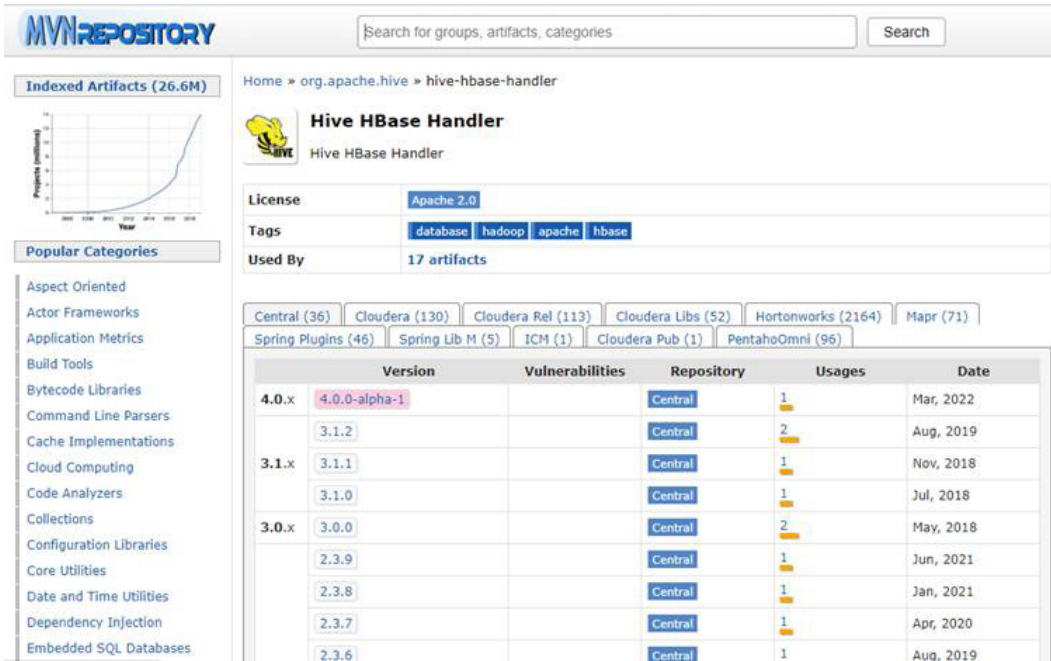 MVNREPOSITORY
Search for groups, artifacts, categories
Search
Indexed Artifacts (26.6M)
Projects (millions)
Year
Popular Categories
Aspect Oriented
Actor Frameworks
Application Metrics
Build Tools
Bytecode Libraries
Command Line Parsers
Cache Implementations
Cloud Computing
Code Analyzers
Collections
Configuration Libraries
Core Utilities
Date and Time Utilities
Dependency Injection
Embedded SQL Databases
Home » org.apache.hive » hive-hbase-handler
HIVE
Hive HBase Handler
Hive HBase Handler
License Apache 2.0
Tags database hadoop apache hbase
Used By 17 artifacts
Central (36) Cloudera (130) Cloudera Rel (113) Cloudera Libs (52) Hortonworks (2164) Mapr (71)
Spring Plugins (46) Spring Lib M (5) ICM (1) Cloudera Pub (1) PentahoOmni (96)
Version Vulnerabilities Repository Usages Date
4.0.x 4.0.0-alpha-1 Central 1 Mar, 2022
3.1.2 Central 2 Aug, 2019
3.1.x 3.1.1 Central 1 Nov, 2018
3.1.0 Central 1 Jul, 2018
3.0.x 3.0.0 Central 2 May, 2018
2.3.9 Central 1 Jun, 2021
2.3.8 Central 1 Jan, 2021
2.3.7 Central 1 Apr, 2020
2.3.6 Central 1 Aug, 2019